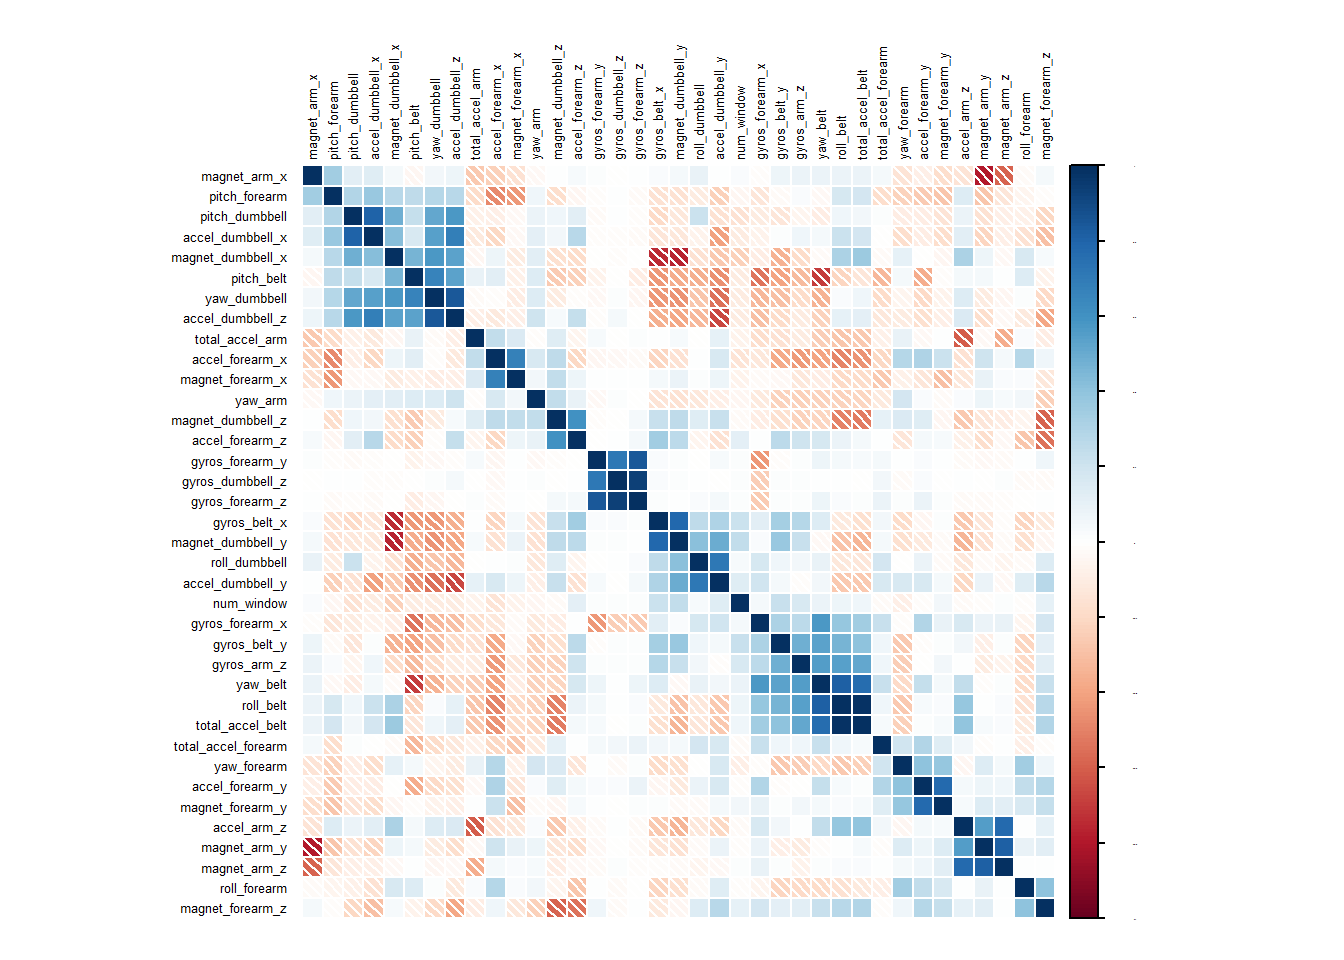 magnet_arm_x
pitch_forearm
pitch_dumbbell
accel_dumbbell_x
magnet_dumbbell_x
pitch_belt
yaw_dumbbell
accel_dumbbell_z
total_accel_arm
accel_forearm_x
magnet_forearm_x
yaw_arm
magnet_dumbbell_z
accel_forearm_z
gyros_forearm_y
gyros_dumbbell_z
gyros_forearm_z
gyros_belt_x
magnet_dumbbell_y
roll_dumbbell
accel_dumbbell_y
num_window
gyros_forearm_x
gyros_belt_y
gyros_arm_z
yaw_belt
roll_belt
total_accel_belt
total_accel_forearm
yaw_forearm
accel_forearm_y
magnet_forearm_y
accel_arm_z
magnet_arm_y
magnet_arm_z
roll_forearm
magnet_forearm_z
magnet_arm_x
pitch_forearm
pitch_dumbbell
accel_dumbbell_x
magnet_dumbbell_x
pitch_belt
yaw_dumbbell
accel_dumbbell_z
total_accel_arm
accel_forearm_x
magnet_forearm_x
yaw_arm
magnet_dumbbell_z
accel_forearm_z
gyros_forearm_y
gyros_dumbbell_z
gyros_forearm_z
gyros_belt_x
magnet_dumbbell_y
roll_dumbbell
accel_dumbbell_y
num_window
gyros_forearm_x
gyros_belt_y
gyros_arm_z
yaw_belt
roll_belt
total_accel_belt
total_accel_forearm
yaw_forearm
accel_forearm_y
magnet_forearm_y
accel_arm_z
magnet_arm_y
magnet_arm_z
roll_forearm
magnet_forearm_z